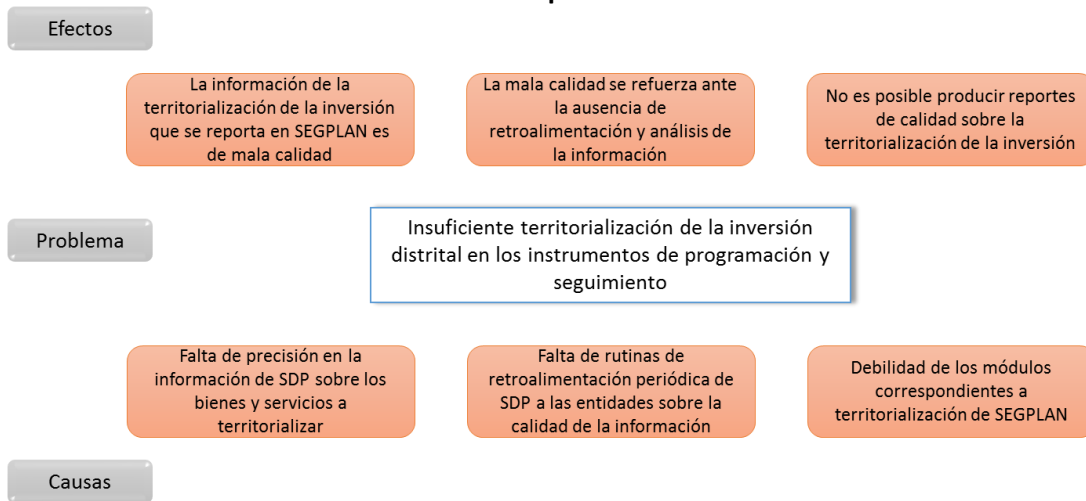 Efectos
La información de la
territorialización de la inversión
que se reporta en SEGPLAN es
de mala calidad
La mala calidad se refuerza ante
la ausencia de
retroalimentación y análisis de
la información
No es posible producir reportes
de calidad sobre la
territorialización de la inversión
Problema
Insuficiente territorialización de la inversión
distrital en los instrumentos de programación y
seguimiento
Falta de precisión en la
información de SDP sobre los
bienes y servicios a
territorializar
Falta de rutinas de
retroalimentación periódica de
SDP a las entidades sobre la
calidad de la información
Debilidad de los módulos
correspondientes a
territorialización de SEGPLAN
Causas